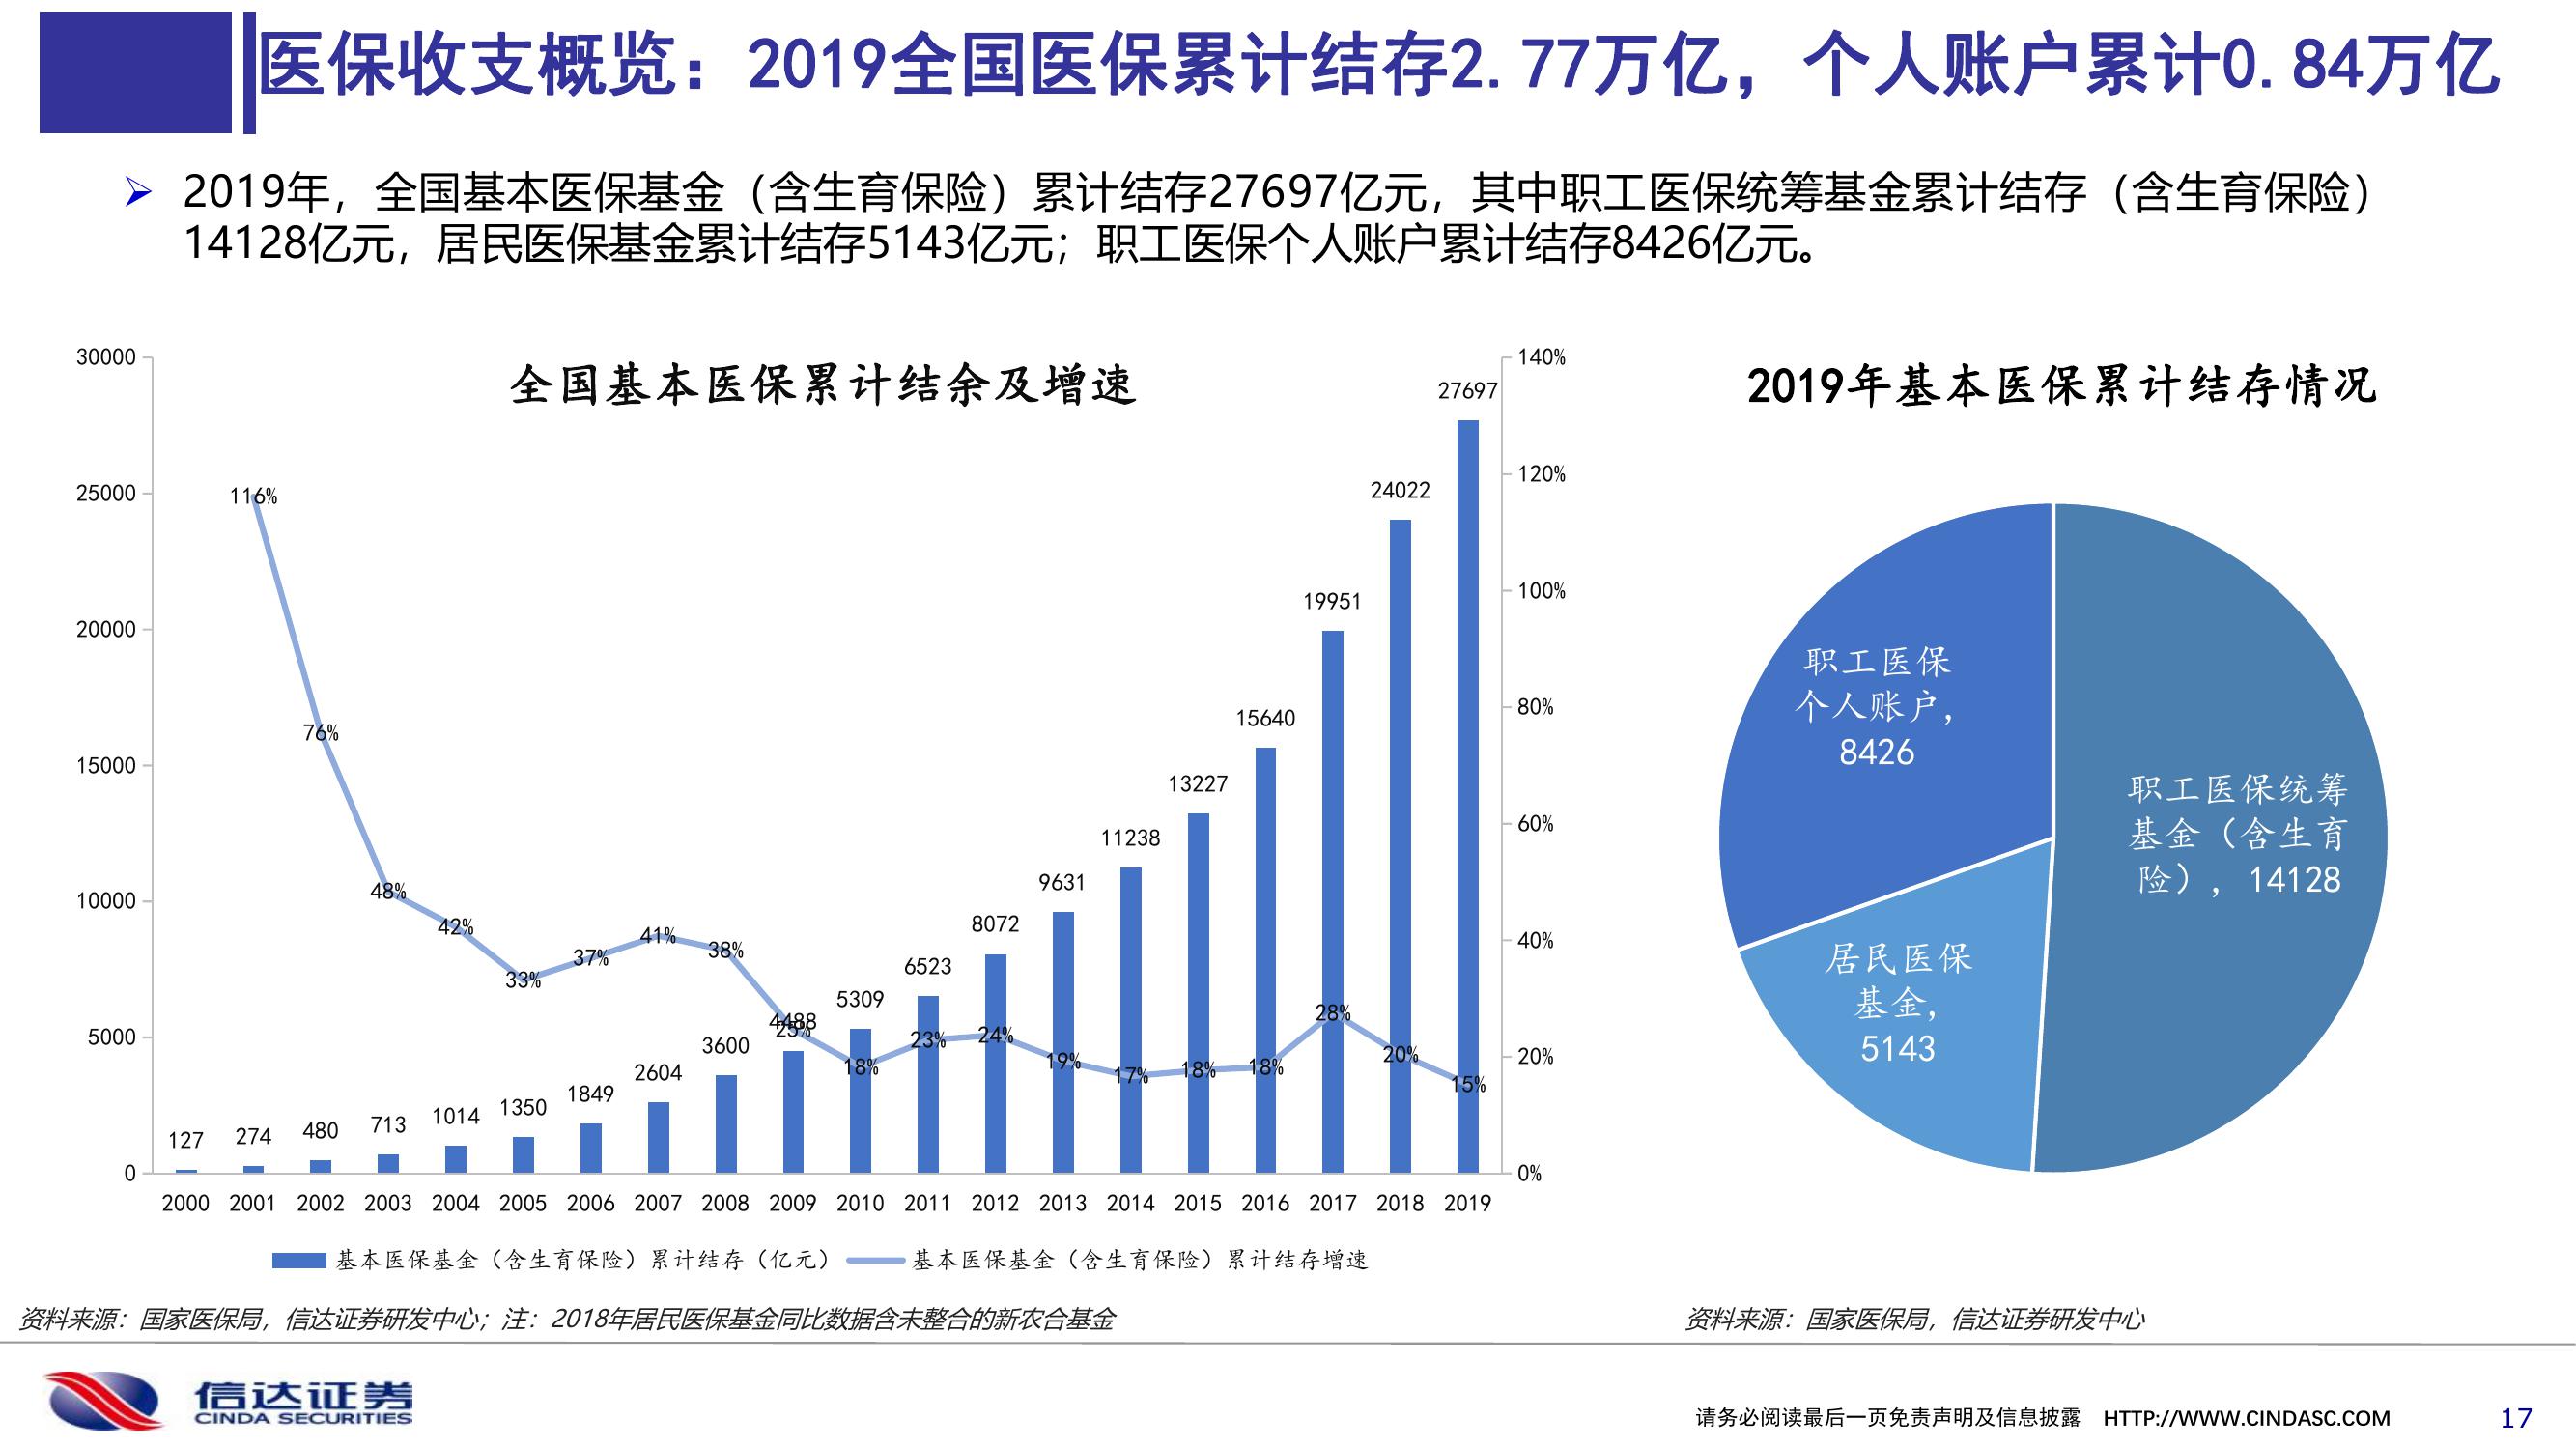 医保收支概览：2019全国医保累计结存2.77万亿，个人账户累计0.84万亿
2019年，全国基本医保基金（含生育保险）累计结存27697亿元，其中职工医保统筹基金累计结存（含生育保险）
14128亿元，居民医保基金累计结存5143亿元；职工医保个人账户累计结存8426亿元。
全国基本医保累计结余及增速
30000
25000
20000
15000
10000
5000
0
140%
120%
100%
80%
60%
40%
20%
0%
127
274
480
713
1014
1350
1849
2604
3600
4488
5309
6523
8072
9631
11238
13227
15640
19951
24022
27697
116%
76%
48%
42%
33%
37%
41%
38%
25%
18%
23%
24%
19%
17%
18%
18%
28%
20%
15%
2000 2001 2002 2003 2004 2005 2006 2007 2008 2009 2010 2011 2012 2013 2014 2015 2016 2017 2018 2019
基本医保基金（含生育保险）累计结存（亿元） 基本医保基金（含生育保险）累计结存增速
2019年基本医保累计结存情况
职工医保
个人账户，
8426
职工医保统筹
基金（含生育
险），14128
居民医保
基金，
5143
资料来源：国家医保局，信达证券研发中心；注：2018年居民医保基金同比数据含未整合的新农合基金
资料来源：国家医保局，信达证券研发中心
信达证券
CINDA SECURITIES
请务必阅读最后一页免责声明及信息披露 HTTP://WWW.CINDASC.COM 17